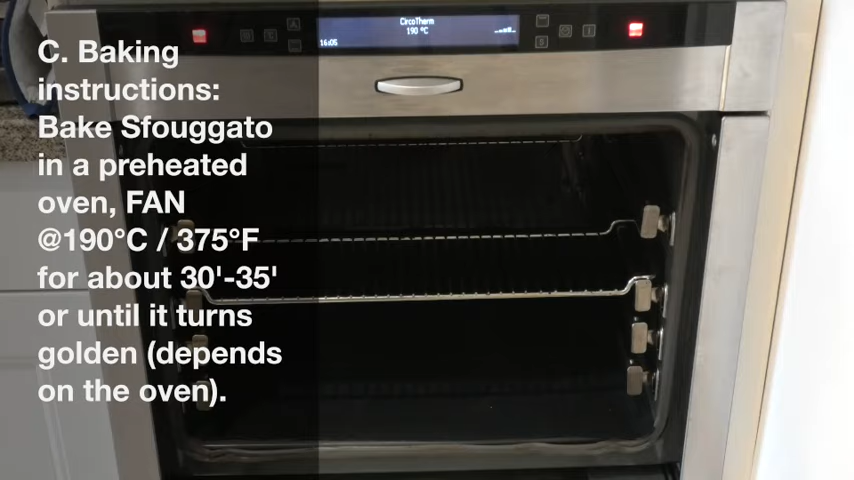 CircoTherm
190 °C
16:05
C. Baking
instructions:
Bake Sfouggato
in a preheated
oven, FAN
@190°C / 375°F
for about 30'-35'
or until it turns
golden (depends
on the oven).